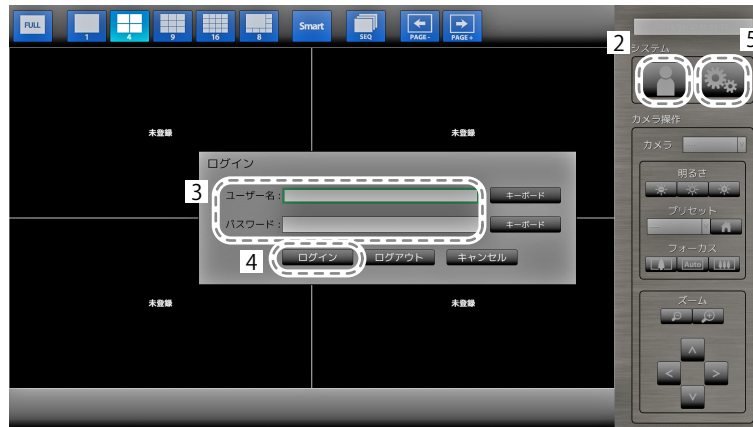 FULL
1
4
9
16
8
Smart
SEQ
PAGE -
PAGE +
2
5
システム
未登録
未登録
カメラ操作
カメラ
明るさ
プリセット
フォーカス
Auto
ズーム
ログイン
3
ユーザー名 :
キーボード
パスワード :
キーボード
4
ログイン
ログアウト
キャンセル
未登録
未登録